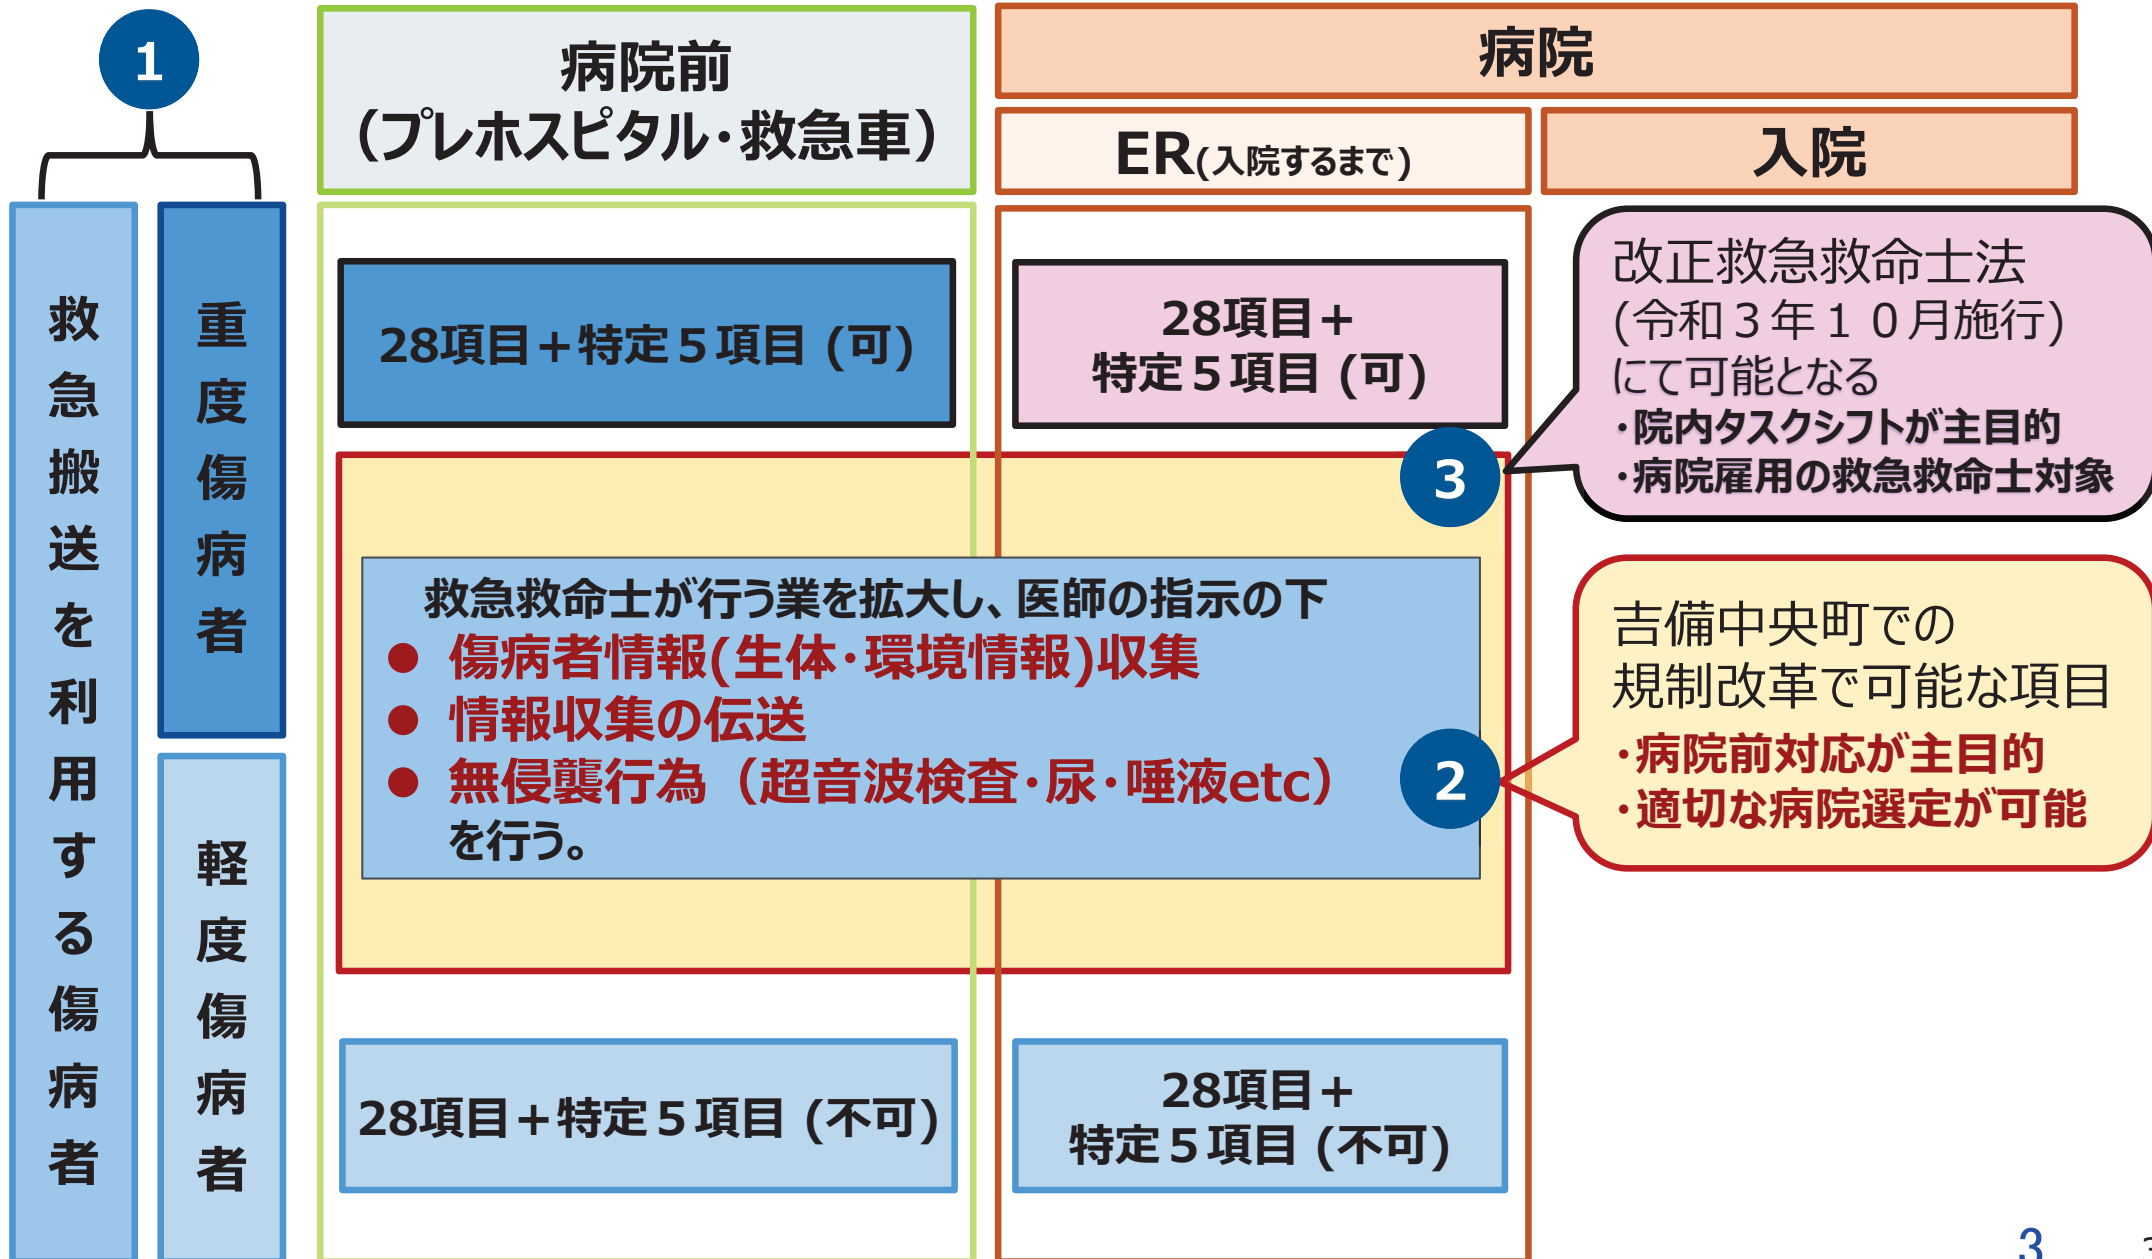 1
病院前
（プレホスピタル・救急車）
病院
ER(入院するまで)
入院
救急搬送を利用する傷病者
重度傷病者
軽度傷病者
28項目＋特定５項目 (可)
28項目＋
特定５項目 (可)
改正救急救命士法
(令和３年１０月施行)
にて可能となる
・院内タスクシフトが主目的
・病院雇用の救急救命士対象
3
救急救命士が行う業を拡大し、医師の指示の下
● 傷病者情報(生体・環境情報)収集
● 情報収集の伝送
● 無侵襲行為（超音波検査・尿・唾液etc）
を行う。
2
吉備中央町での
規制改革で可能な項目
・病院前対応が主目的
・適切な病院選定が可能
28項目＋特定５項目 (不可)
28項目＋
特定５項目 (不可)
3